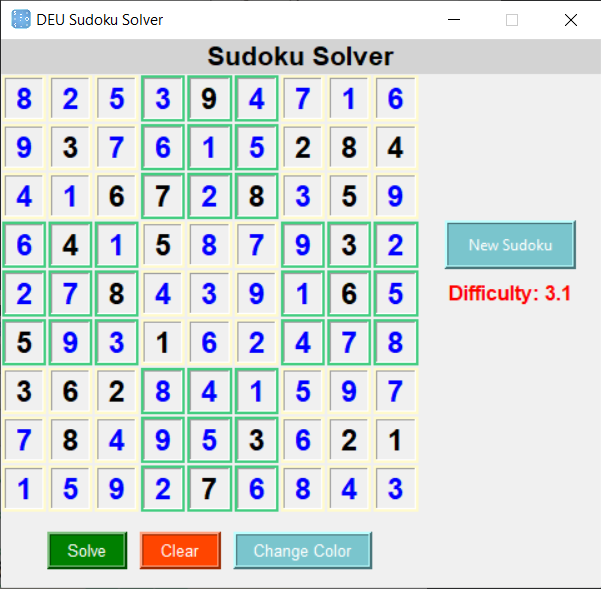 DEU Sudoku Solver
Sudoku Solver
8 2 5 3 9 4 7 1 6
9 3 7 6 1 5 2 8 4
4 1 6 7 2 8 3 5 9
6 4 1 5 8 7 9 3 2
New Sudoku
2 7 8 4 3 9 1 6 5
Difficulty: 3.1
5 9 3 1 6 2 4 7 8
3 6 2 8 4 1 5 9 7
7 8 4 9 5 3 6 2 1
1 5 9 2 7 6 8 4 3
Solve Clear Change Color